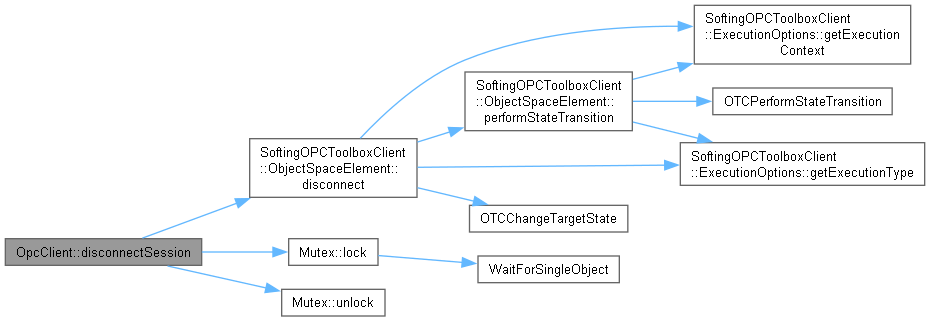 SoftingOPCToolboxClient
::ExecutionOptions::getExecution
Context
SoftingOPCToolboxClient
::ObjectSpaceElement::
performStateTransition
OTCPerformStateTransition
SoftingOPCToolboxClient
::ObjectSpaceElement::
disconnect
SoftingOPCToolboxClient
::ExecutionOptions::getExecutionType
OTCChangeTargetState
OpcClient::disconnectSession
Mutex::lock
WaitForSingleObject
Mutex::unlock